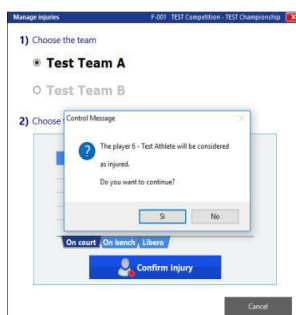 Manage injuries F-001 TEST Competition - TEST Championship
1) Choose the team
Test Team A
Test Team B
2) Choose
Control Message
The player 6 - Test Athlete will be considered
as injured.
Do you want to continue?
Si No
On court On bench Libero
Confirm Injury
Cancel